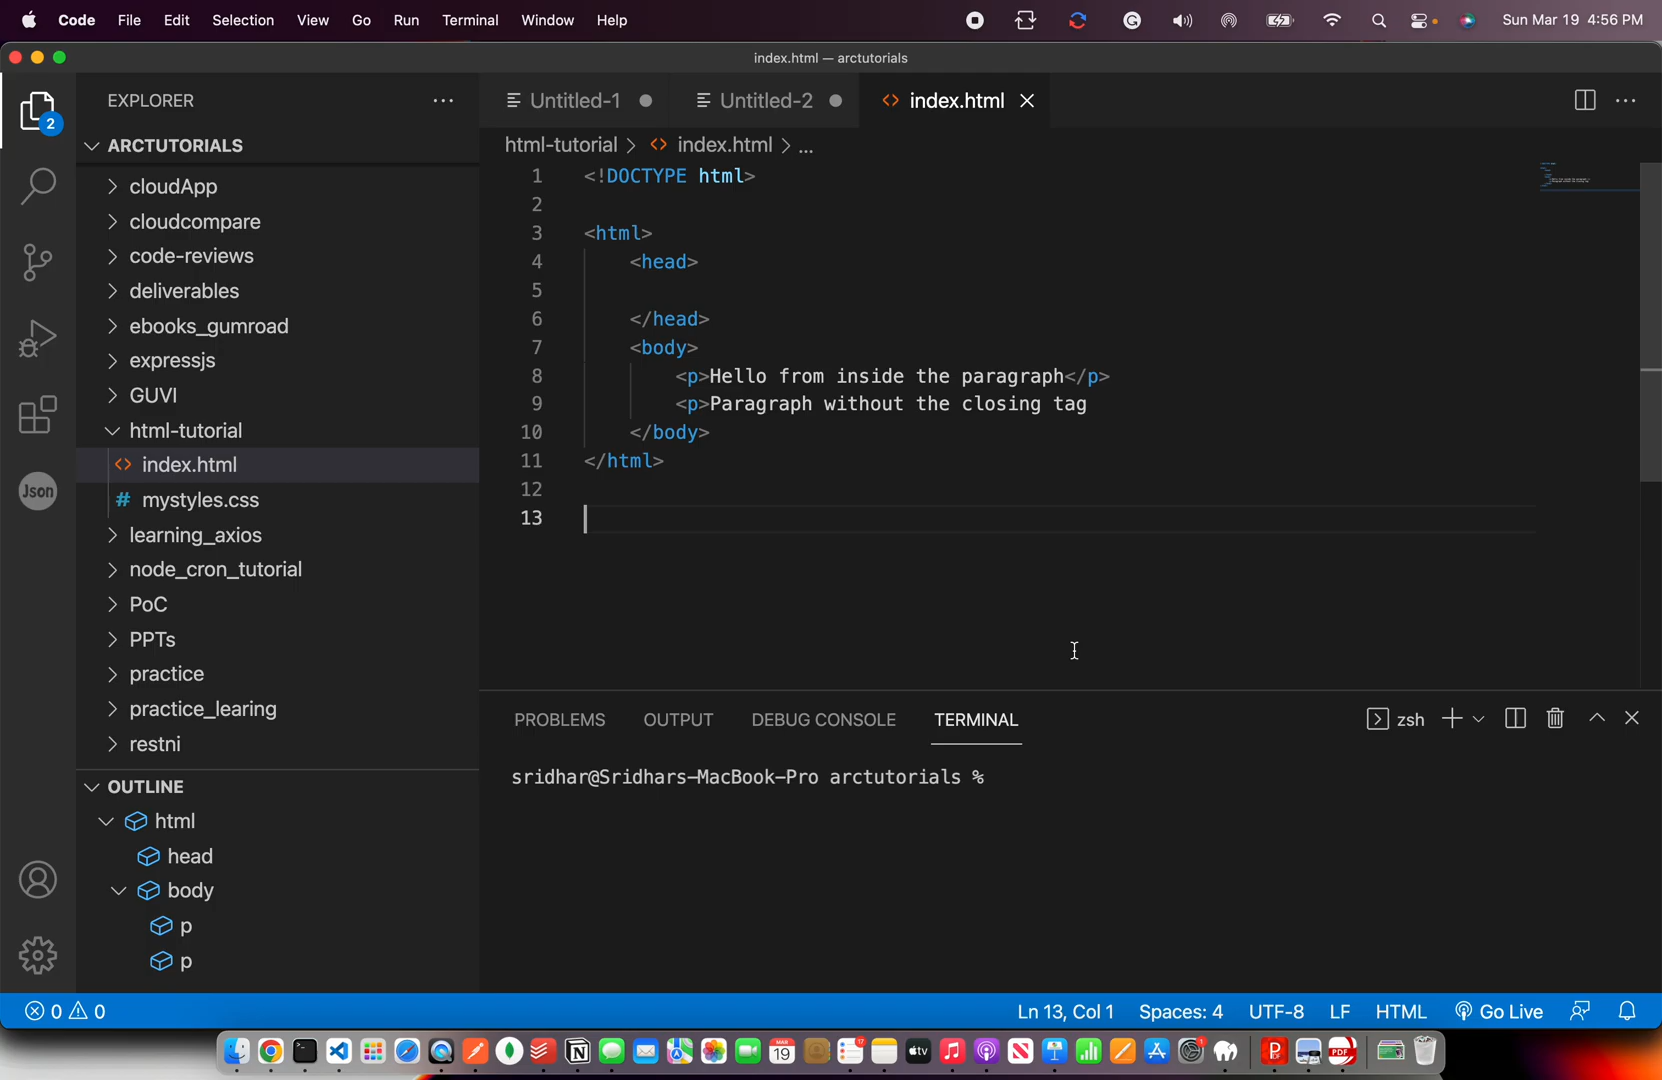 Code File Edit Selection View Go Run Terminal Window Help Sun Mar 19 4:56 PM
index.html — arctutorials
EXPLORER
Untitled-1
Untitled-2
index.html
2
ARCTUTORIALS
html-tutorial > index.html > ...
cloudApp
cloudcompare
code-reviews
deliverables
ebooks_gumroad
expressjs
GUVI
html-tutorial
index.html
# mystyles.css
learning_axios
node_cron_tutorial
PoC
PPTs
practice
practice_learing
restni
Json
OUTLINE
html
head
body
p
p
1 <!DOCTYPE html>
2
3 <html>
4 <head>
5
6 </head>
7 <body>
8 <p>Hello from inside the paragraph</p>
9 <p>Paragraph without the closing tag
10 </body>
11 </html>
12
13
PROBLEMS OUTPUT DEBUG CONSOLE TERMINAL zsh
sridhar@Sridhars-MacBook-Pro arctutorials %
0 0 Ln 13, Col 1 Spaces: 4 UTF-8 LF HTML Go Live